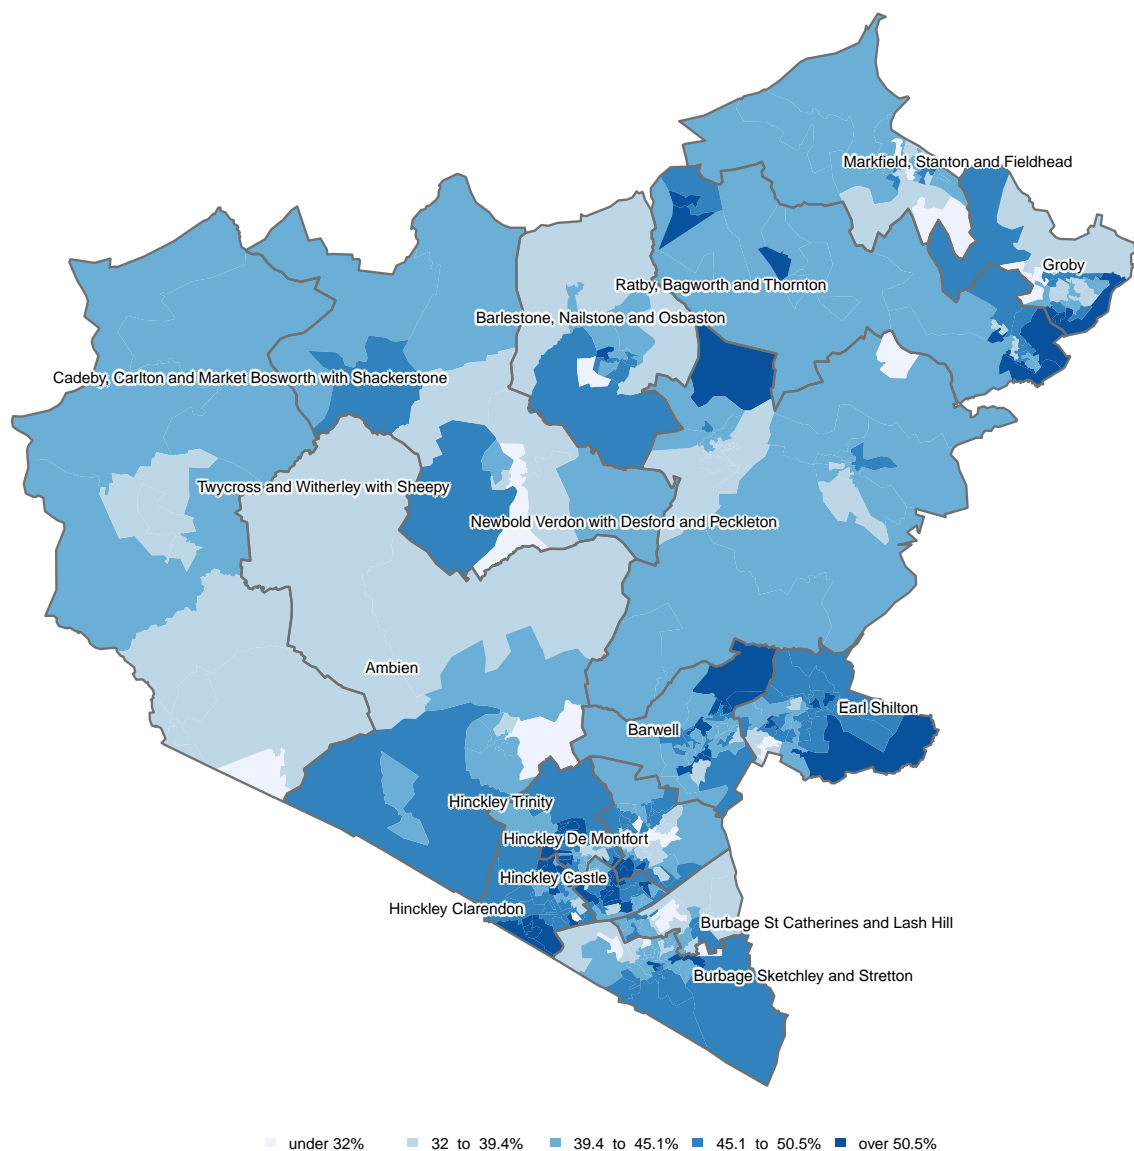 Markfield, Stanton and Fieldhead
Groby
Ratby, Bagworth and Thornton
Barlestone, Nailstone and Osbaston
Cadeby, Carlton and Market Bosworth with Shackerstone
Twycross and Witherley with Sheepy
Newbold Verdon with Desford and Peckleton
Ambien
Earl Shilton
Barwell
Hinckley Trinity
Hinckley De Montfort
Hinckley Castle
Hinckley Clarendon
Burbage St Catherines and Lash Hill
Burbage Sketchley and Stretton
under 32% 32 to 39.4% 39.4 to 45.1% 45.1 to 50.5% over 50.5%